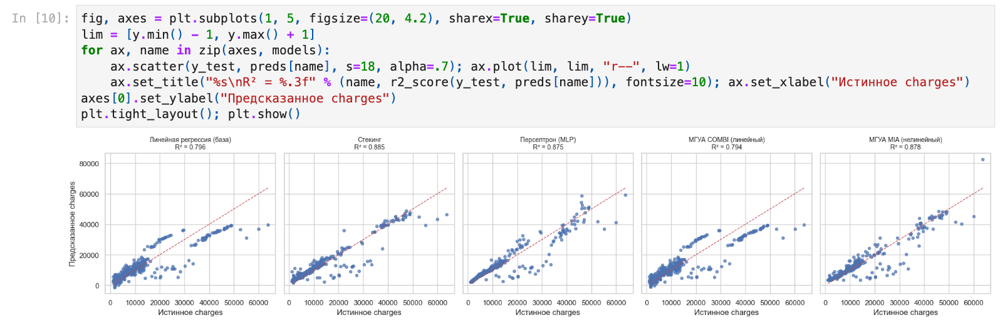 In [10]:
fig, axes = plt.subplots(1, 5, figsize=(20, 4.2), sharex=True, sharey=True)
lim = [y.min() - 1, y.max() + 1]
for ax, name in zip(axes, models):
    ax.scatter(y_test, preds[name], s=18, alpha=.7); ax.plot(lim, lim, "r--", lw=1)
    ax.set_title("%s\nR² = %.3f" % (name, r2_score(y_test, preds[name])), fontsize=10); ax.set_xlabel("Истинное charges")
axes[0].set_ylabel("Предсказанное charges")
plt.tight_layout(); plt.show()
Линейная регрессия (база)
R² = 0.796
Стекинг
R² = 0.885
Персептрон (MLP)
R² = 0.875
МГУА COMBI (линейный)
R² = 0.794
МГУА MIA (нелинейный)
R² = 0.878
Предсказанное charges
80000
60000
40000
20000
0
0 10000 20000 30000 40000 50000 60000
Истинное charges
0 10000 20000 30000 40000 50000 60000
Истинное charges
0 10000 20000 30000 40000 50000 60000
Истинное charges
0 10000 20000 30000 40000 50000 60000
Истинное charges
0 10000 20000 30000 40000 50000 60000
Истинное charges